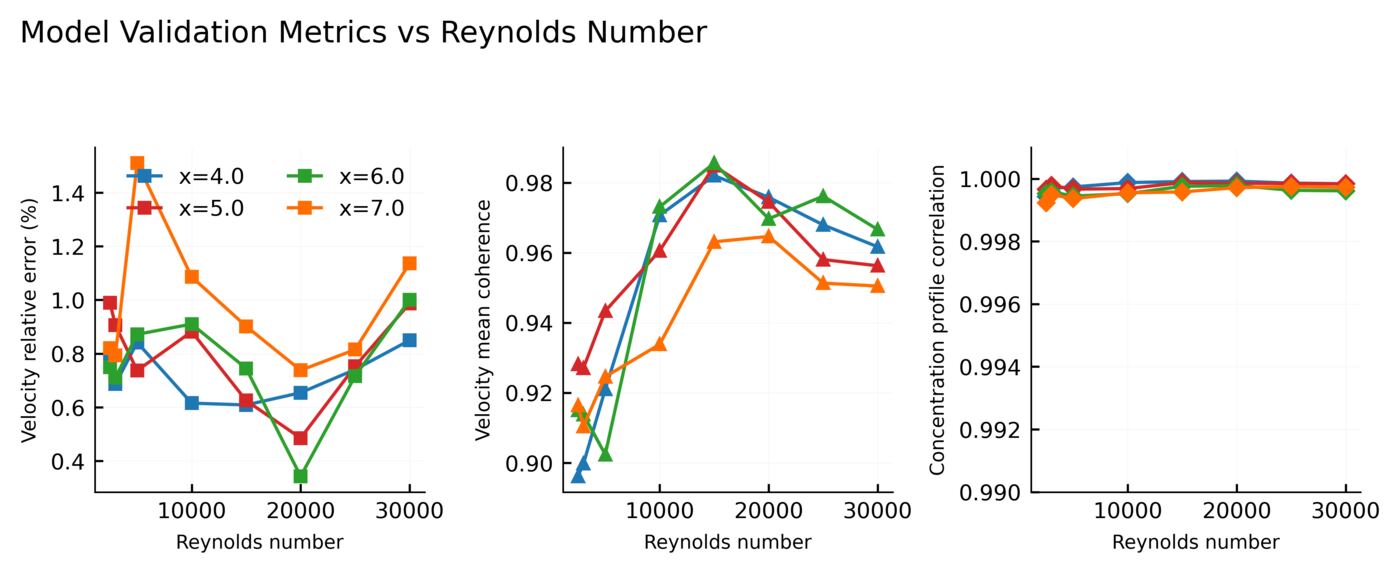 Model Validation Metrics vs Reynolds Number
Velocity relative error (%)
1.4
1.2
1.0
0.8
0.6
0.4
x=4.0
x=5.0
x=6.0
x=7.0
10000 20000 30000
Reynolds number
Velocity mean coherence
0.98
0.96
0.94
0.92
0.90
10000 20000 30000
Reynolds number
Concentration profile correlation
1.000
0.998
0.996
0.994
0.992
0.990
10000 20000 30000
Reynolds number